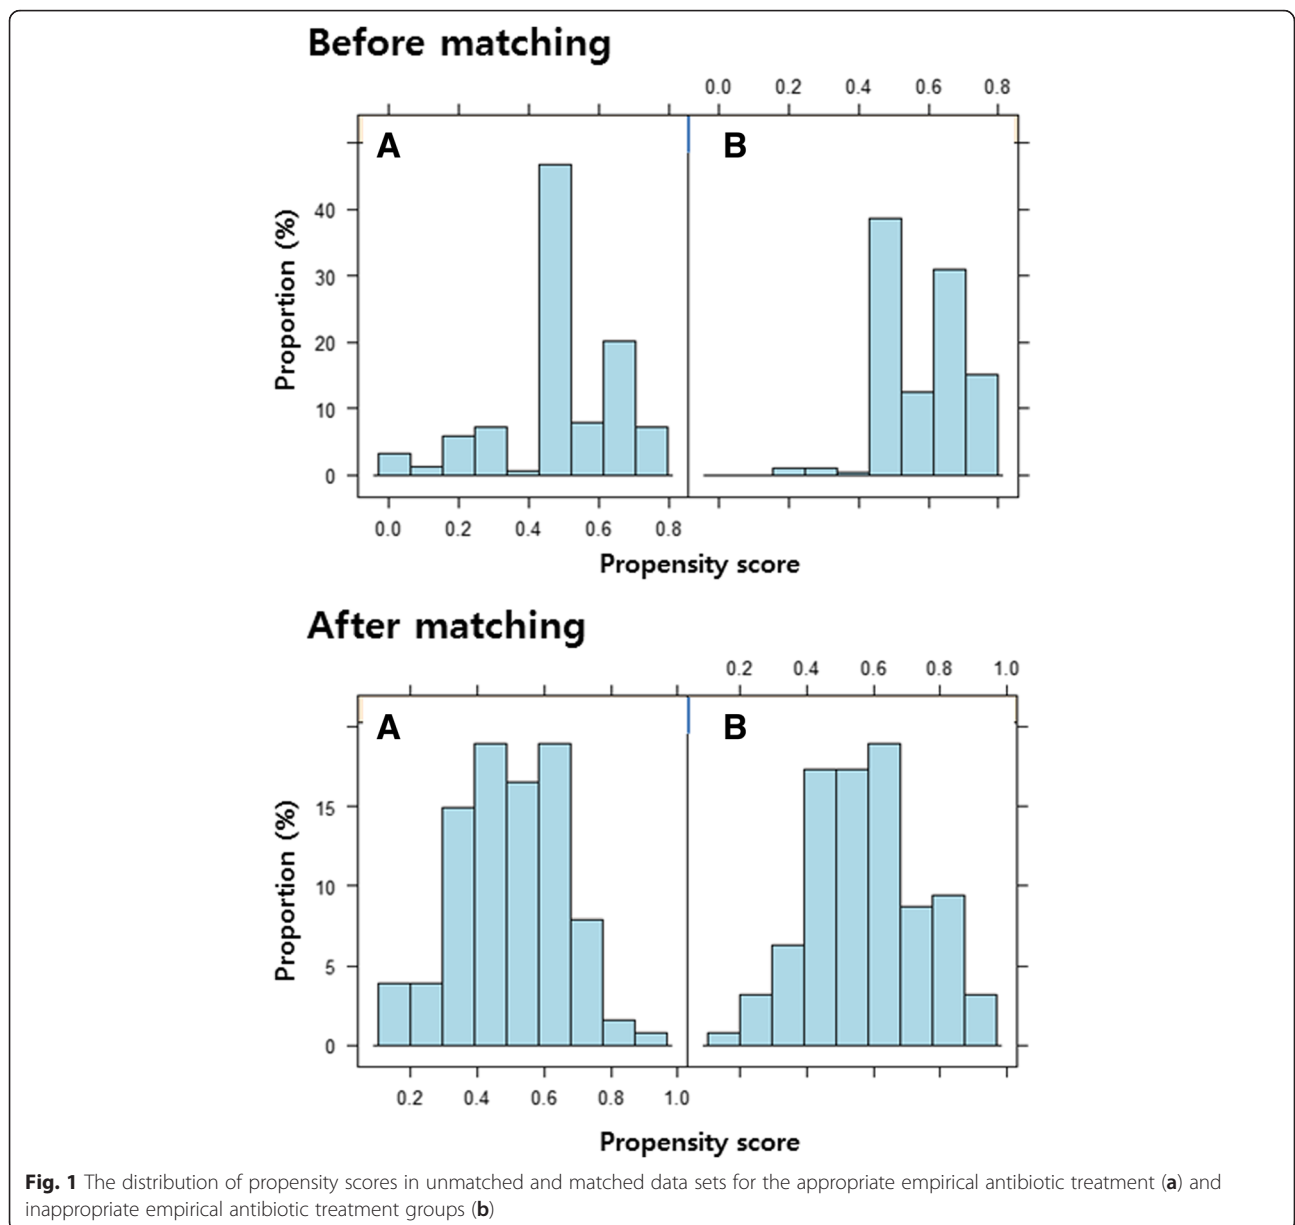 Before matching
0.0 0.2 0.4 0.6 0.8
A B
Proportion (%)
40
30
20
10
0
0.0 0.2 0.4 0.6 0.8
Propensity score
After matching
0.2 0.4 0.6 0.8 1.0
A B
Proportion (%)
15
10
5
0
0.2 0.4 0.6 0.8 1.0
Propensity score
Fig. 1 The distribution of propensity scores in unmatched and matched data sets for the appropriate empirical antibiotic treatment (a) and
inappropriate empirical antibiotic treatment groups (b)